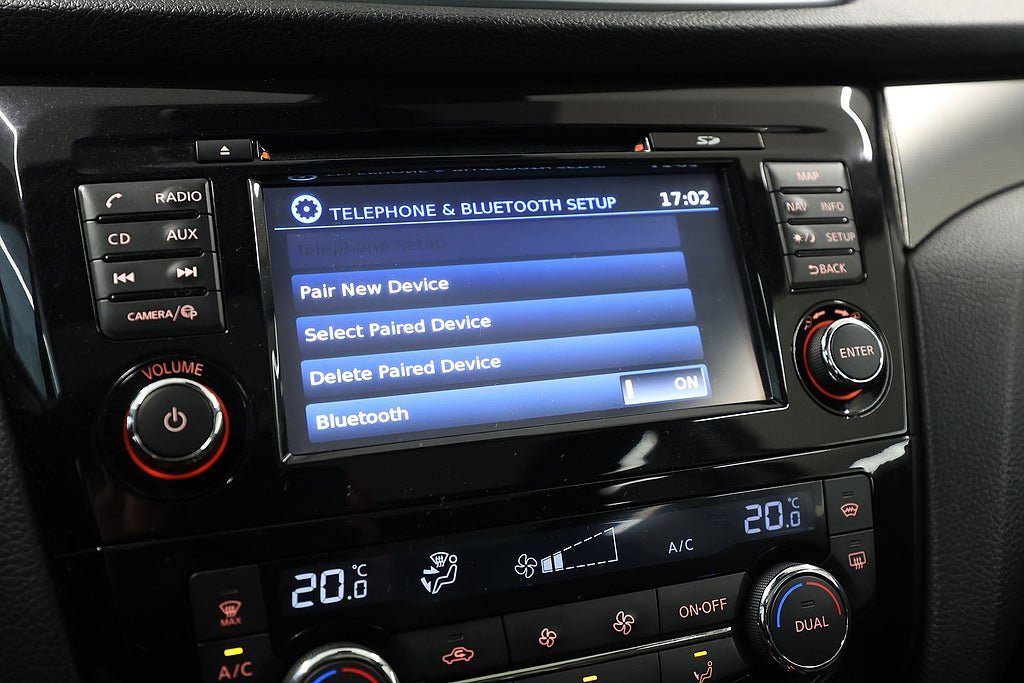 SD
RADIO
MAP
CD
AUX
NAV
INFO
SETUP
BACK
CAMERA/
TELEPHONE & BLUETOOTH SETUP
17:02
Telephone Setup
Pair New Device
Select Paired Device
Delete Paired Device
Bluetooth
ON
VOLUME
ENTER
20.0°C
A/C
20.0°C
MAX
A/C
ON·OFF
DUAL